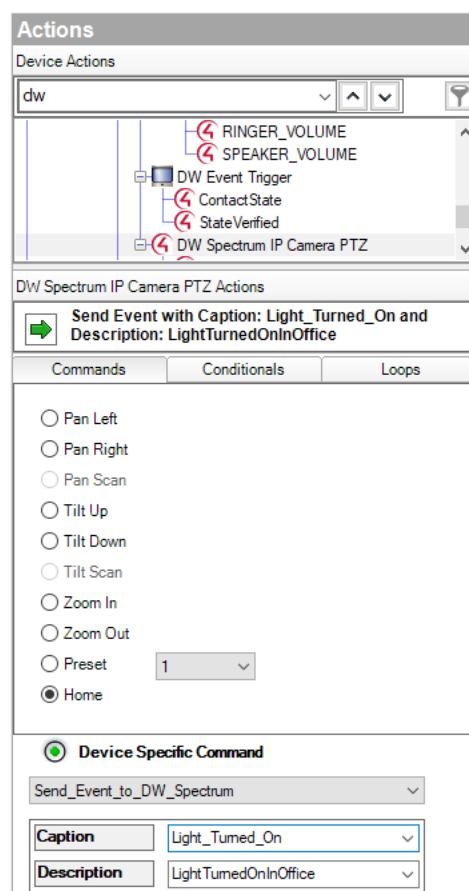 Actions
Device Actions
dw
RINGER_VOLUME
SPEAKER_VOLUME
DW Event Trigger
ContactState
StateVerified
DW Spectrum IP Camera PTZ
DW Spectrum IP Camera PTZ Actions
Send Event with Caption: Light_Turned_On and
Description: LightTurnedOnInOffice
Commands Conditionals Loops
Pan Left
Pan Right
Pan Scan
Tilt Up
Tilt Down
Tilt Scan
Zoom In
Zoom Out
Preset 1
Home
Device Specific Command
Send_Event_to_DW_Spectrum
Caption Light_Turned_On
Description LightTurnedOnInOffice